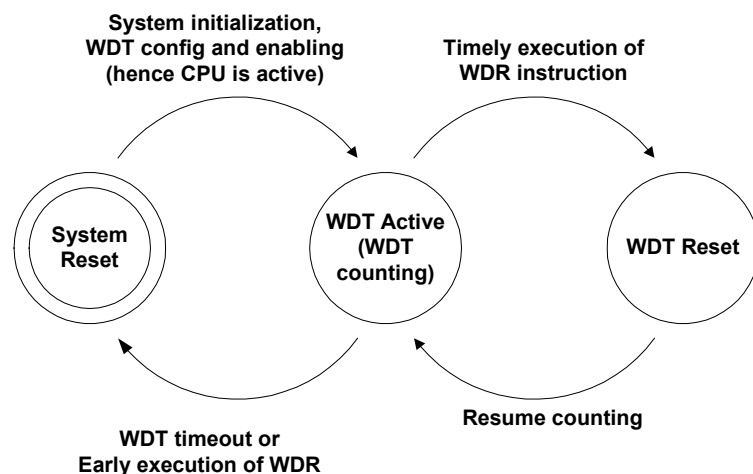 System initialization,
WDT config and enabling
(hence CPU is active)
Timely execution of
WDR instruction
System
Reset
WDT Active
(WDT
counting)
WDT Reset
WDT timeout or
Early execution of WDR
Resume counting